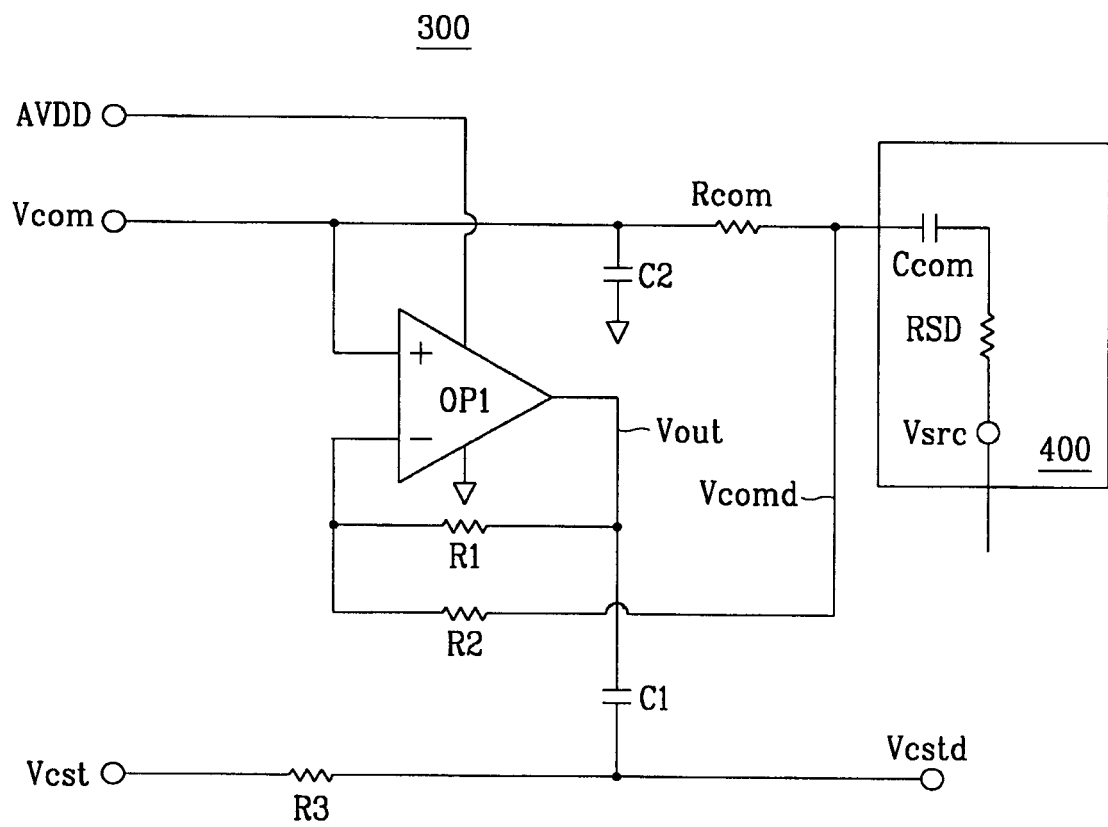 300
AVDD
Vcom
Rcom
C2
Ccom
RSD
+
OP1
−
Vout
Vsrc
400
Vcomd
R1
R2
C1
Vcst
R3
Vcstd